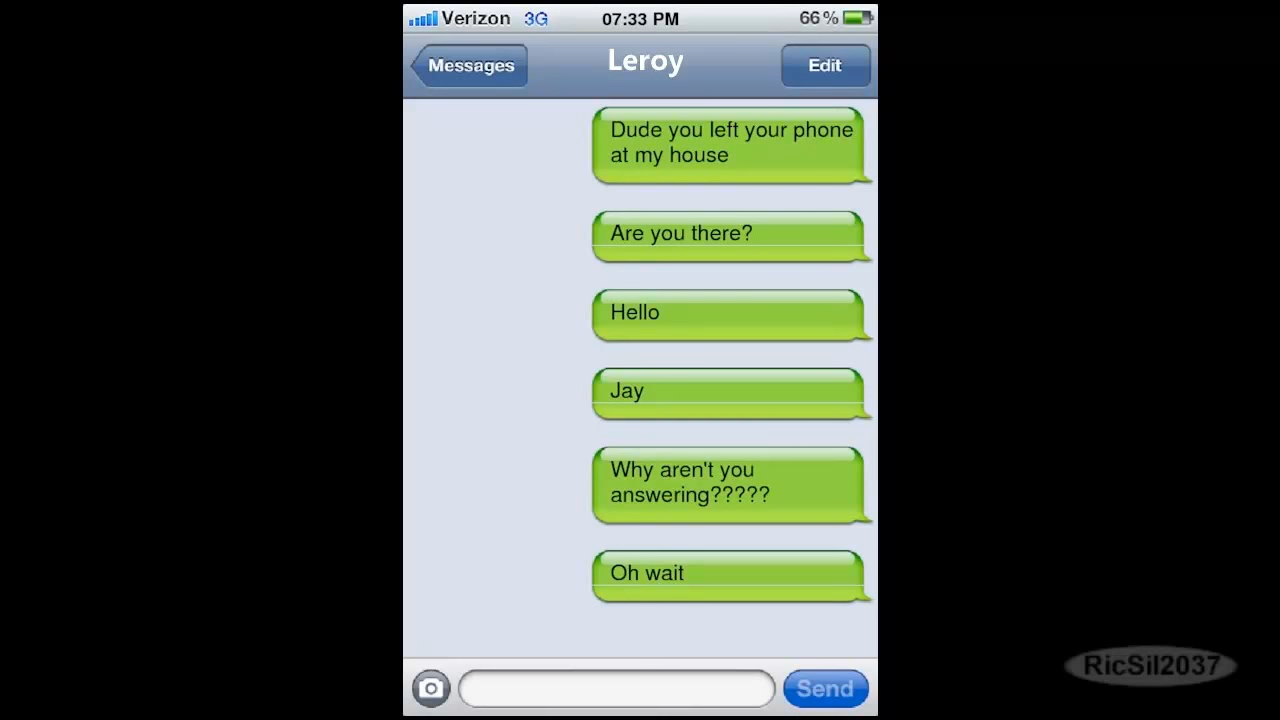 Verizon 3G 07:33 PM 66%
Messages Leroy Edit
Dude you left your phone
at my house
Are you there?
Hello
Jay
Why aren't you
answering?????
Oh wait
Send
RicSil2037